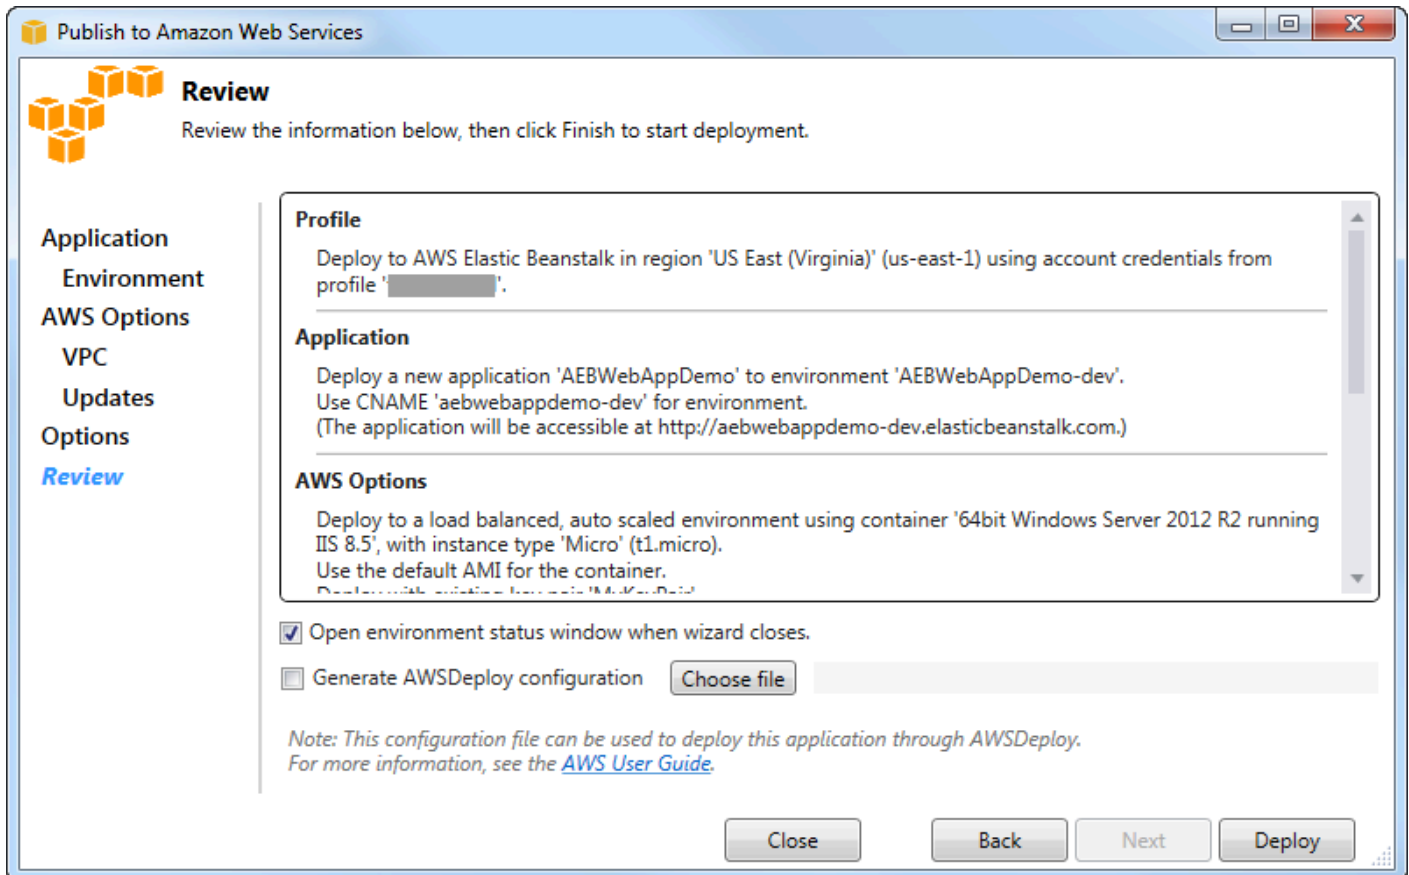 Publish to Amazon Web Services
Review
Review the information below, then click Finish to start deployment.
Application
Environment
AWS Options
VPC
Updates
Options
Review
Profile
Deploy to AWS Elastic Beanstalk in region 'US East (Virginia)' (us-east-1) using account credentials from
profile ' '.
Application
Deploy a new application 'AEBWebAppDemo' to environment 'AEBWebAppDemo-dev'.
Use CNAME 'aebwebappdemo-dev' for environment.
(The application will be accessible at http://aebwebappdemo-dev.elasticbeanstalk.com.)
AWS Options
Deploy to a load balanced, auto scaled environment using container '64bit Windows Server 2012 R2 running
IIS 8.5', with instance type 'Micro' (t1.micro).
Use the default AMI for the container.
Deploy with existing key pair 'MyKeyPair'
Open environment status window when wizard closes.
Generate AWSDeploy configuration Choose file
Note: This configuration file can be used to deploy this application through AWSDeploy.
For more information, see the AWS User Guide.
Close Back Next Deploy